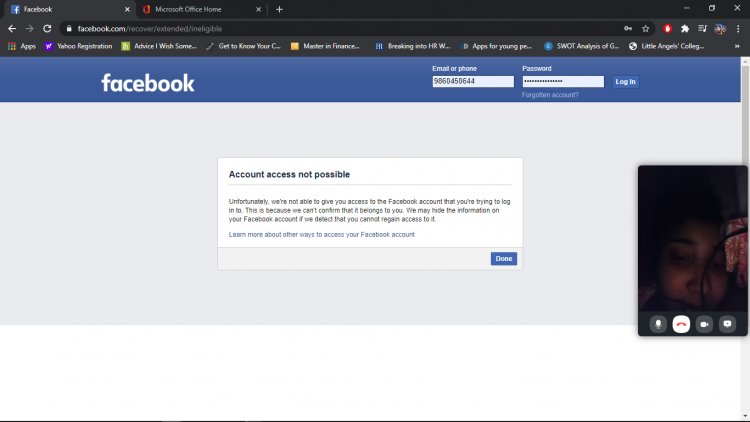 Facebook
Microsoft Office Home
facebook.com/recover/extended/ineligible
Apps
Yahoo Registration
Advice I Wish Some...
Get to Know Your C...
Master in Finance...
Breaking into HR W...
Apps for young pe...
SWOT Analysis of G...
Little Angels' Colleg...
facebook
Email or phone
Password
9860450644
Log In
Forgotten account?
Account access not possible
Unfortunately, we're not able to give you access to the Facebook account that you're trying to log
in to. This is because we can't confirm that it belongs to you. We may hide the information on
your Facebook account if we detect that you cannot regain access to it.
Learn more about other ways to access your Facebook account
Done